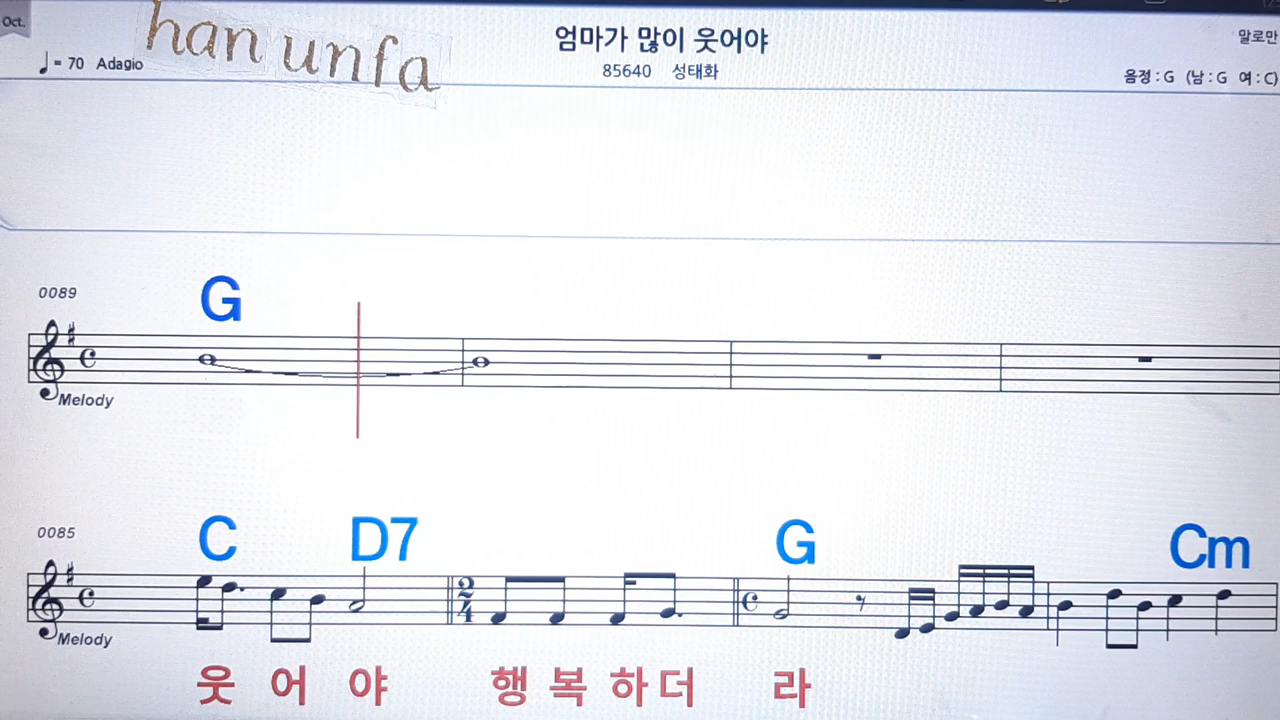 Oct.
han unfa
엄마가 많이 웃어야
말로만
♩= 70 Adagio
85640 성태화
음정 : G (남 : G 여 : C)
0089
G
Melody
0085
C D7 G Cm
2
4
Melody
웃 어 야 행 복 하 더 라